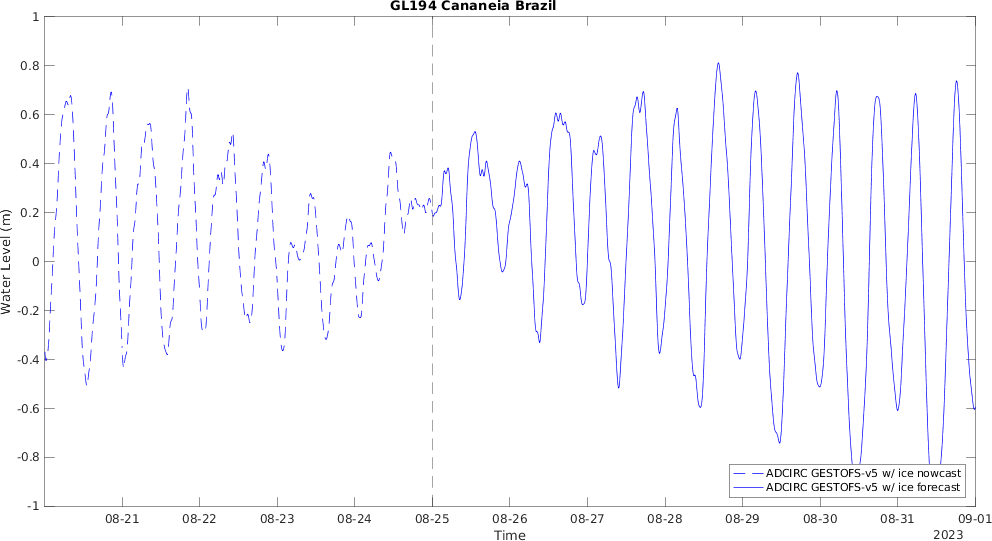 GL194 Cananeia Brazil
1
0.8
0.6
0.4
0.2
0
-0.2
-0.4
-0.6
-0.8
-1
Water Level (m)
ADCIRC GESTOFS-v5 w/ ice nowcast
ADCIRC GESTOFS-v5 w/ ice forecast
08-21 08-22 08-23 08-24 08-25 08-26 08-27 08-28 08-29 08-30 08-31 09-01
Time
2023